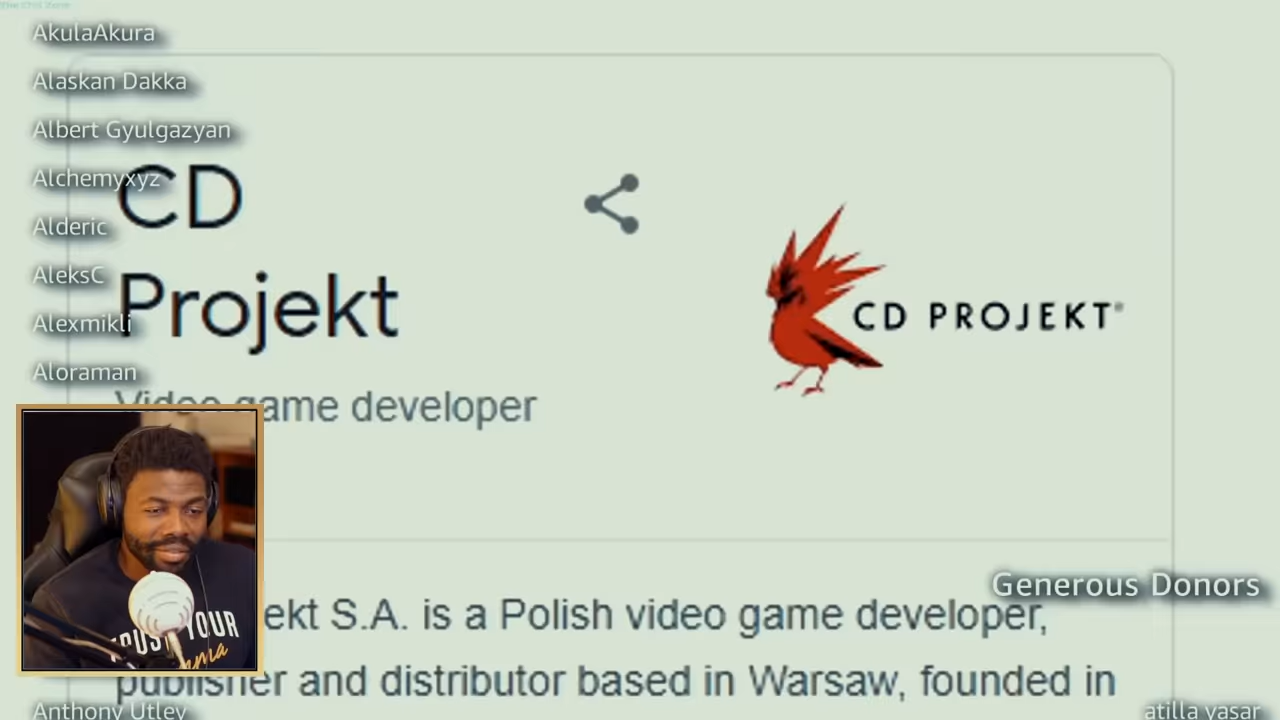 AkulaAkura
Alaskan Dakka
Albert Gyulgazyan
Alchemyxyz
Alderic
AleksC
Alexmikli
Aloraman
CD
Projekt
Video game developer
CD PROJEKT®
Generous Donors
ekt S.A. is a Polish video game developer,
publisher and distributor based in Warsaw, founded in
YOUR
Anthony Utley
atilla yasar